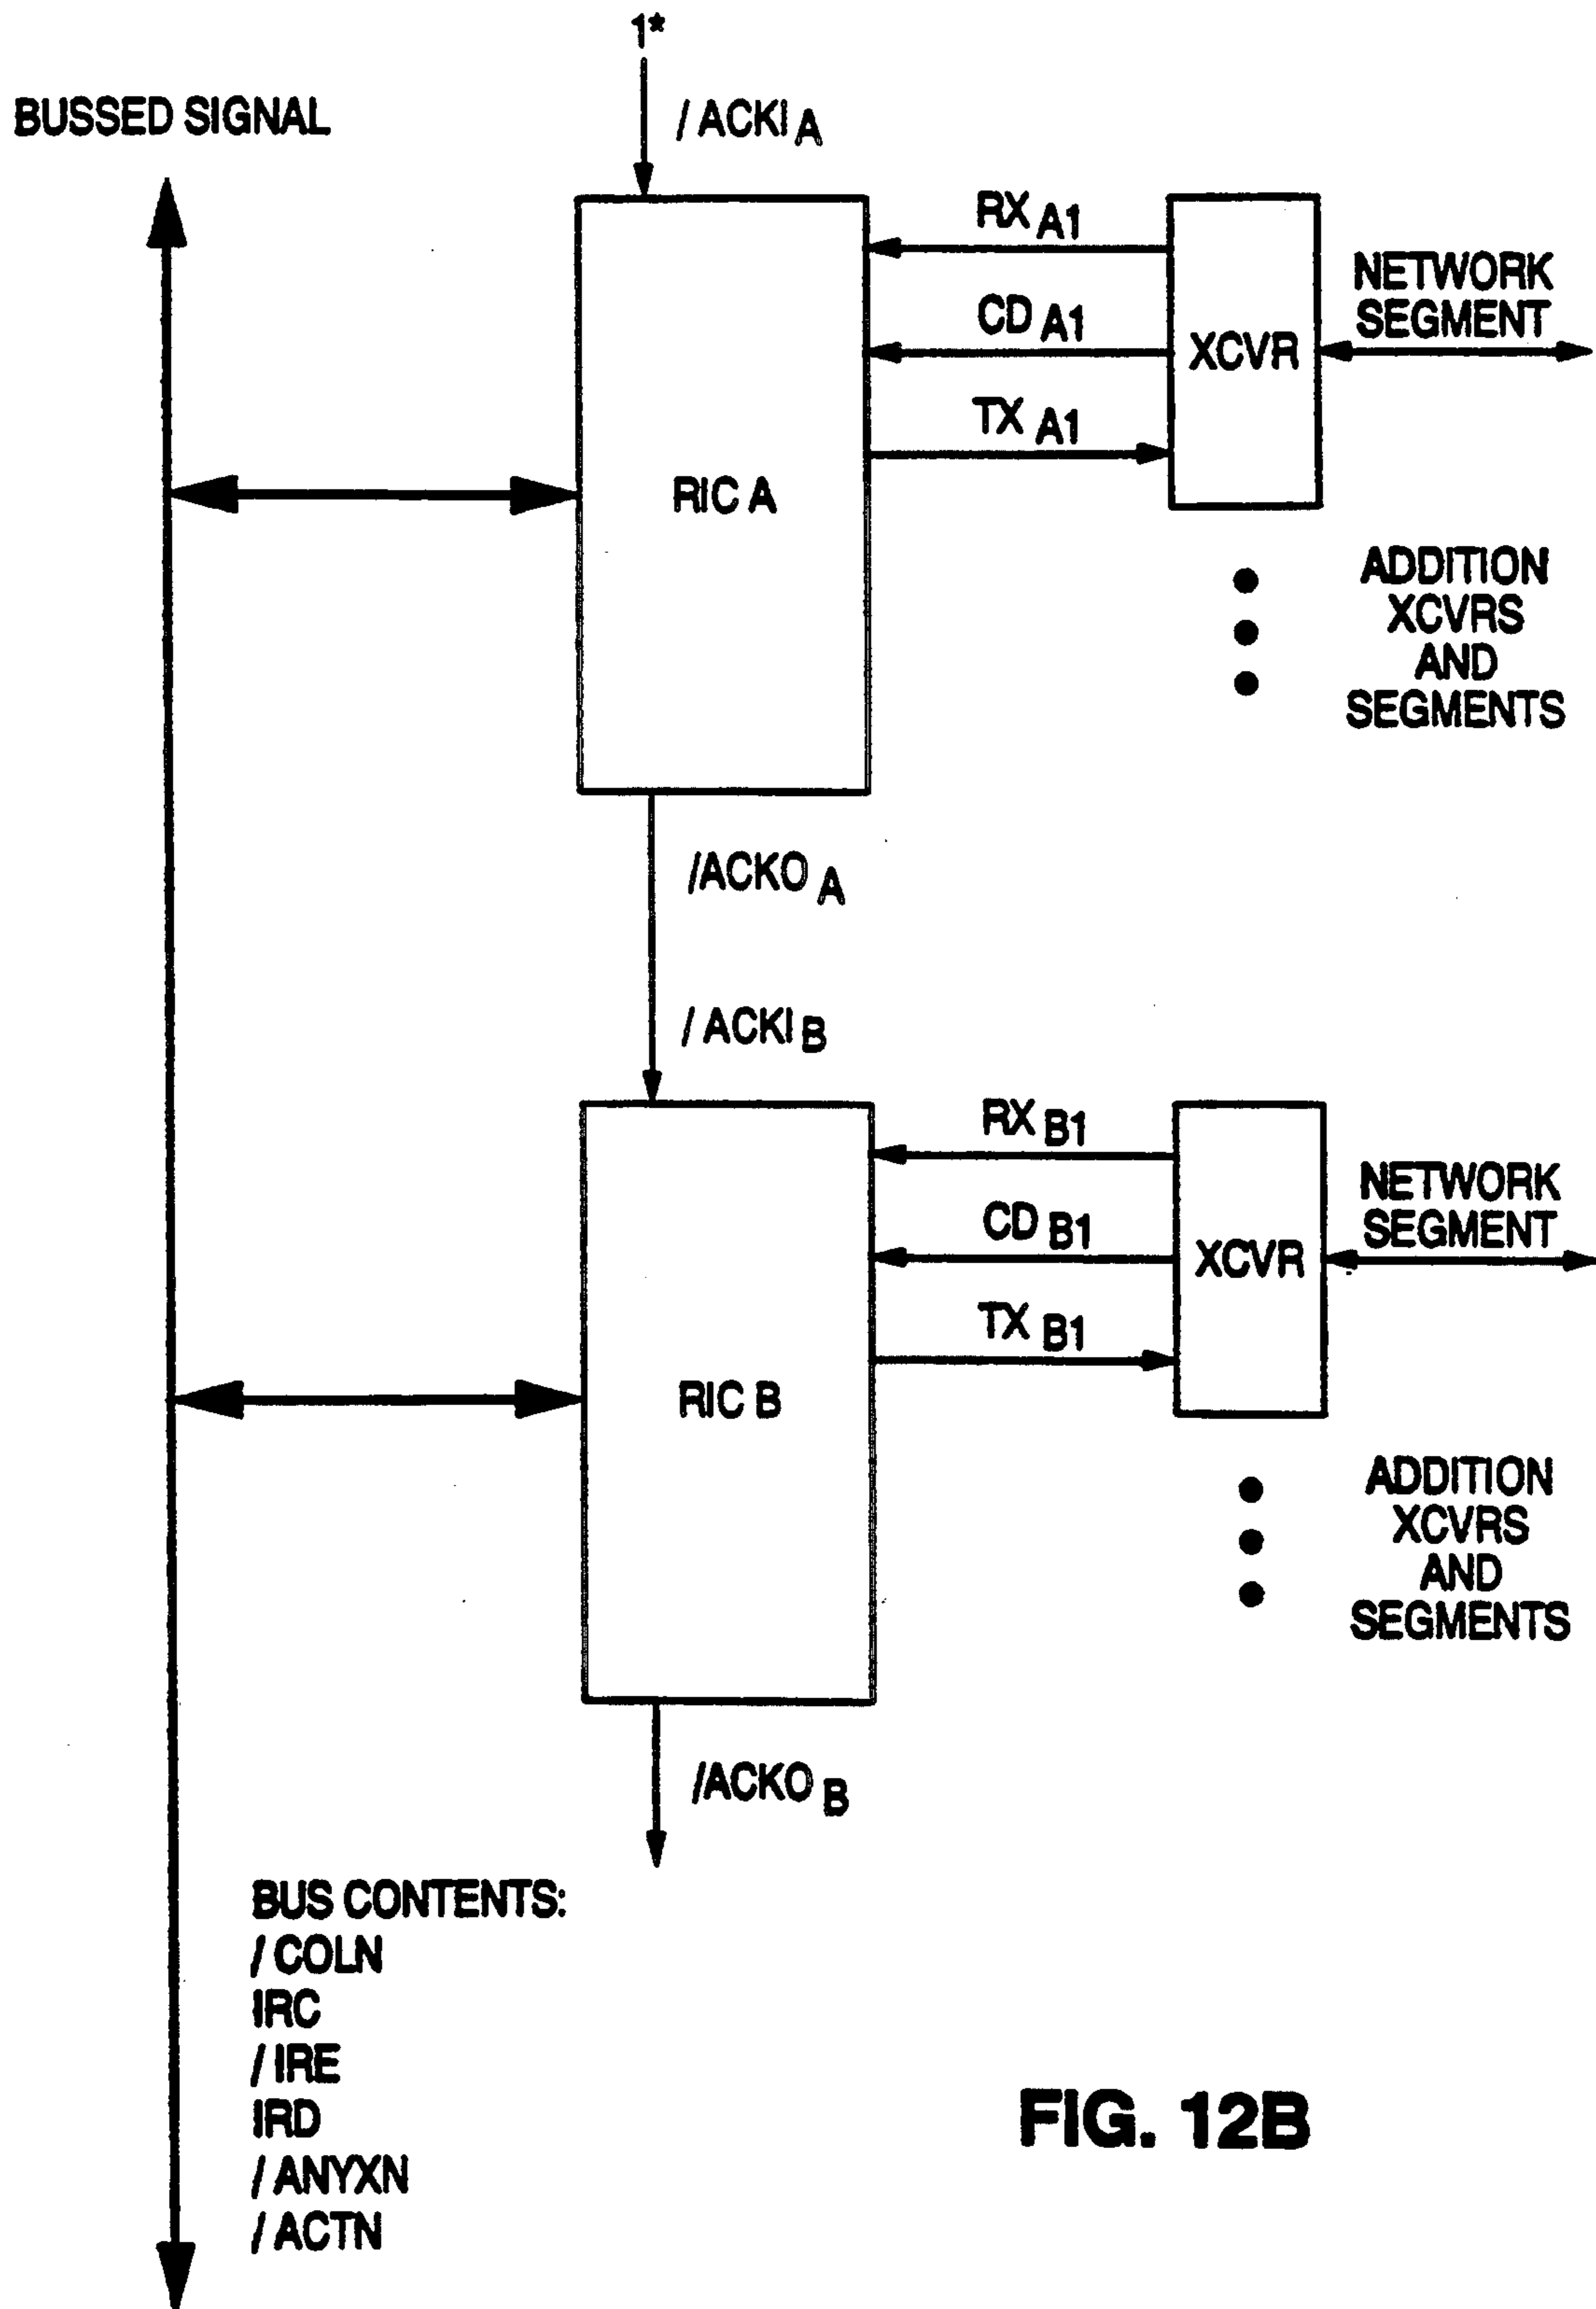 1*
BUSSED SIGNAL
/ ACKI A
RX A1
CD A1
TX A1
XCVR
NETWORK
SEGMENT
RIC A
ADDITION
XCVRS
AND
SEGMENTS
/ACKO A
/ ACKI B
RX B1
CD B1
TX B1
XCVR
NETWORK
SEGMENT
RIC B
ADDITION
XCVRS
AND
SEGMENTS
/ACKO B
BUS CONTENTS:
/ COLN
IRC
/ IRE
IRD
/ ANYXN
/ ACTN
FIG. 12B